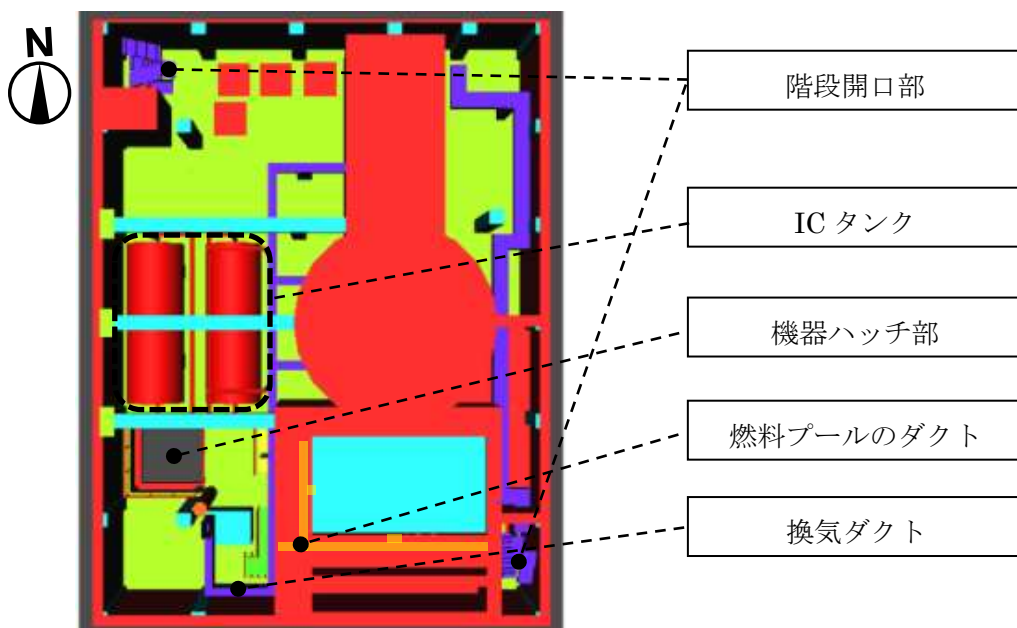 N
階段開口部
IC タンク
機器ハッチ部
燃料プールのダクト
換気ダクト